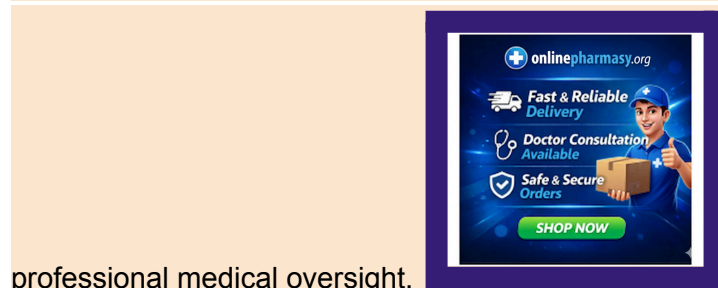 onlinepharmasy.org
Fast & Reliable
Delivery
Doctor Consultation
Available
Safe & Secure
Orders
SHOP NOW
professional medical oversight.